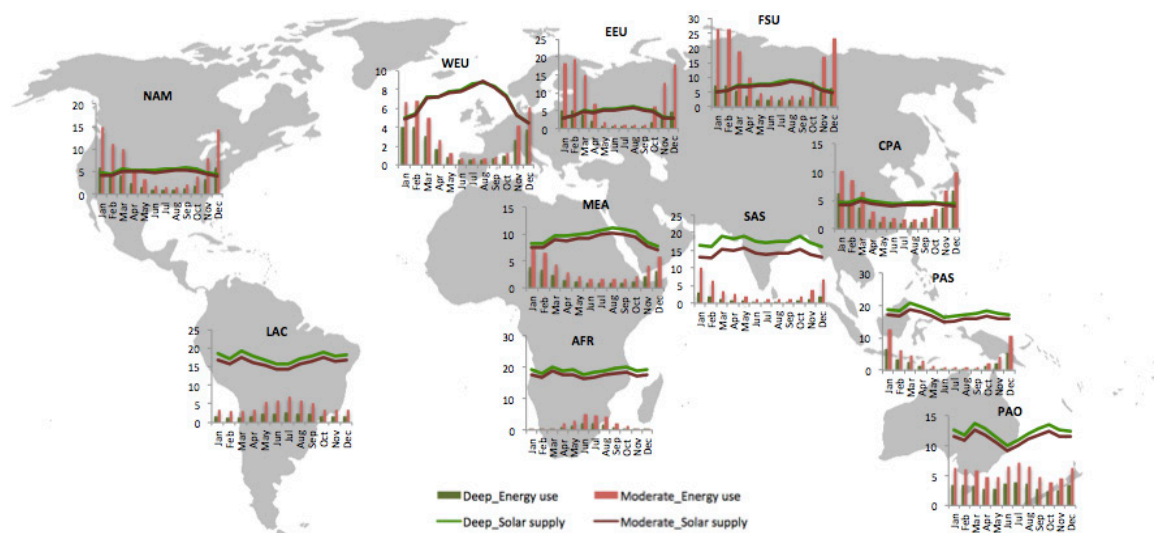 FSU
30
25
20
15
10
5
0
Jan Feb Mar Apr May Jun Jul Aug Sep Oct Nov Dec
EEU
25
20
15
10
5
0
Jan Feb Mar Apr May Jun Jul Aug Sep Oct Nov Dec
WEU
10
8
6
4
2
0
Jan Feb Mar Apr May Jun Jul Aug Sep Oct Nov Dec
NAM
20
15
10
5
0
Jan Feb Mar Apr May Jun Jul Aug Sep Oct Nov Dec
CPA
15
10
5
0
Jan Feb Mar Apr May Jun Jul Aug Sep Oct Nov Dec
MEA
20
15
10
5
0
Jan Feb Mar Apr May Jun Jul Aug Sep Oct Nov Dec
SAS
25
20
15
10
5
0
Jan Feb Mar Apr May Jun Jul Aug Sep Oct Nov Dec
PAS
30
20
10
0
Jan Feb Mar Apr May Jun Jul Aug Sep Oct Nov Dec
LAC
25
20
15
10
5
0
Jan Feb Mar Apr May Jun Jul Aug Sep Oct Nov Dec
AFR
30
20
10
0
Jan Feb Mar Apr May Jun Jul Aug Sep Oct Nov Dec
PAO
15
10
5
0
Jan Feb Mar Apr May Jun Jul Aug Sep Oct Nov Dec
Deep_Energy use Moderate_Energy use
Deep_Solar supply Moderate_Solar supply